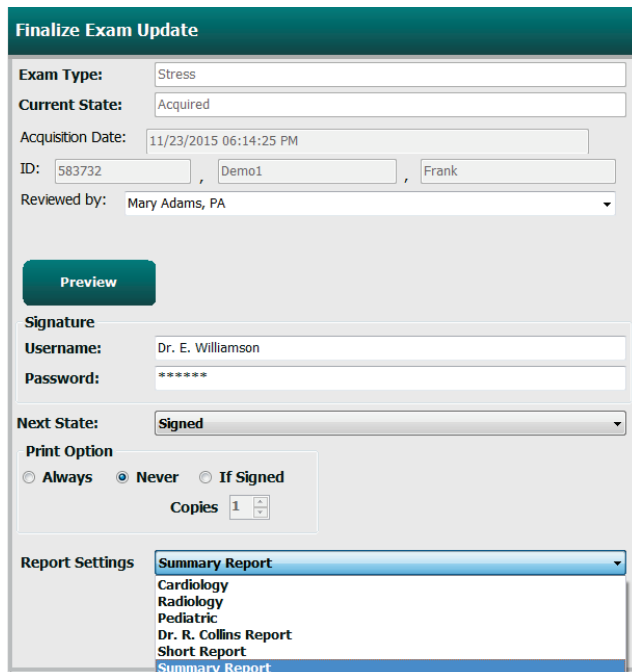 Finalize Exam Update
Exam Type: Stress
Current State: Acquired
Acquisition Date: 11/23/2015 06:14:25 PM
ID: 583732 , Demo1 , Frank
Reviewed by: Mary Adams, PA
Preview
Signature
Username: Dr. E. Williamson
Password: ******
Next State: Signed
Print Option
Always Never If Signed
Copies 1
Report Settings Summary Report
Cardiology
Radiology
Pediatric
Dr. R. Collins Report
Short Report
Summary Report